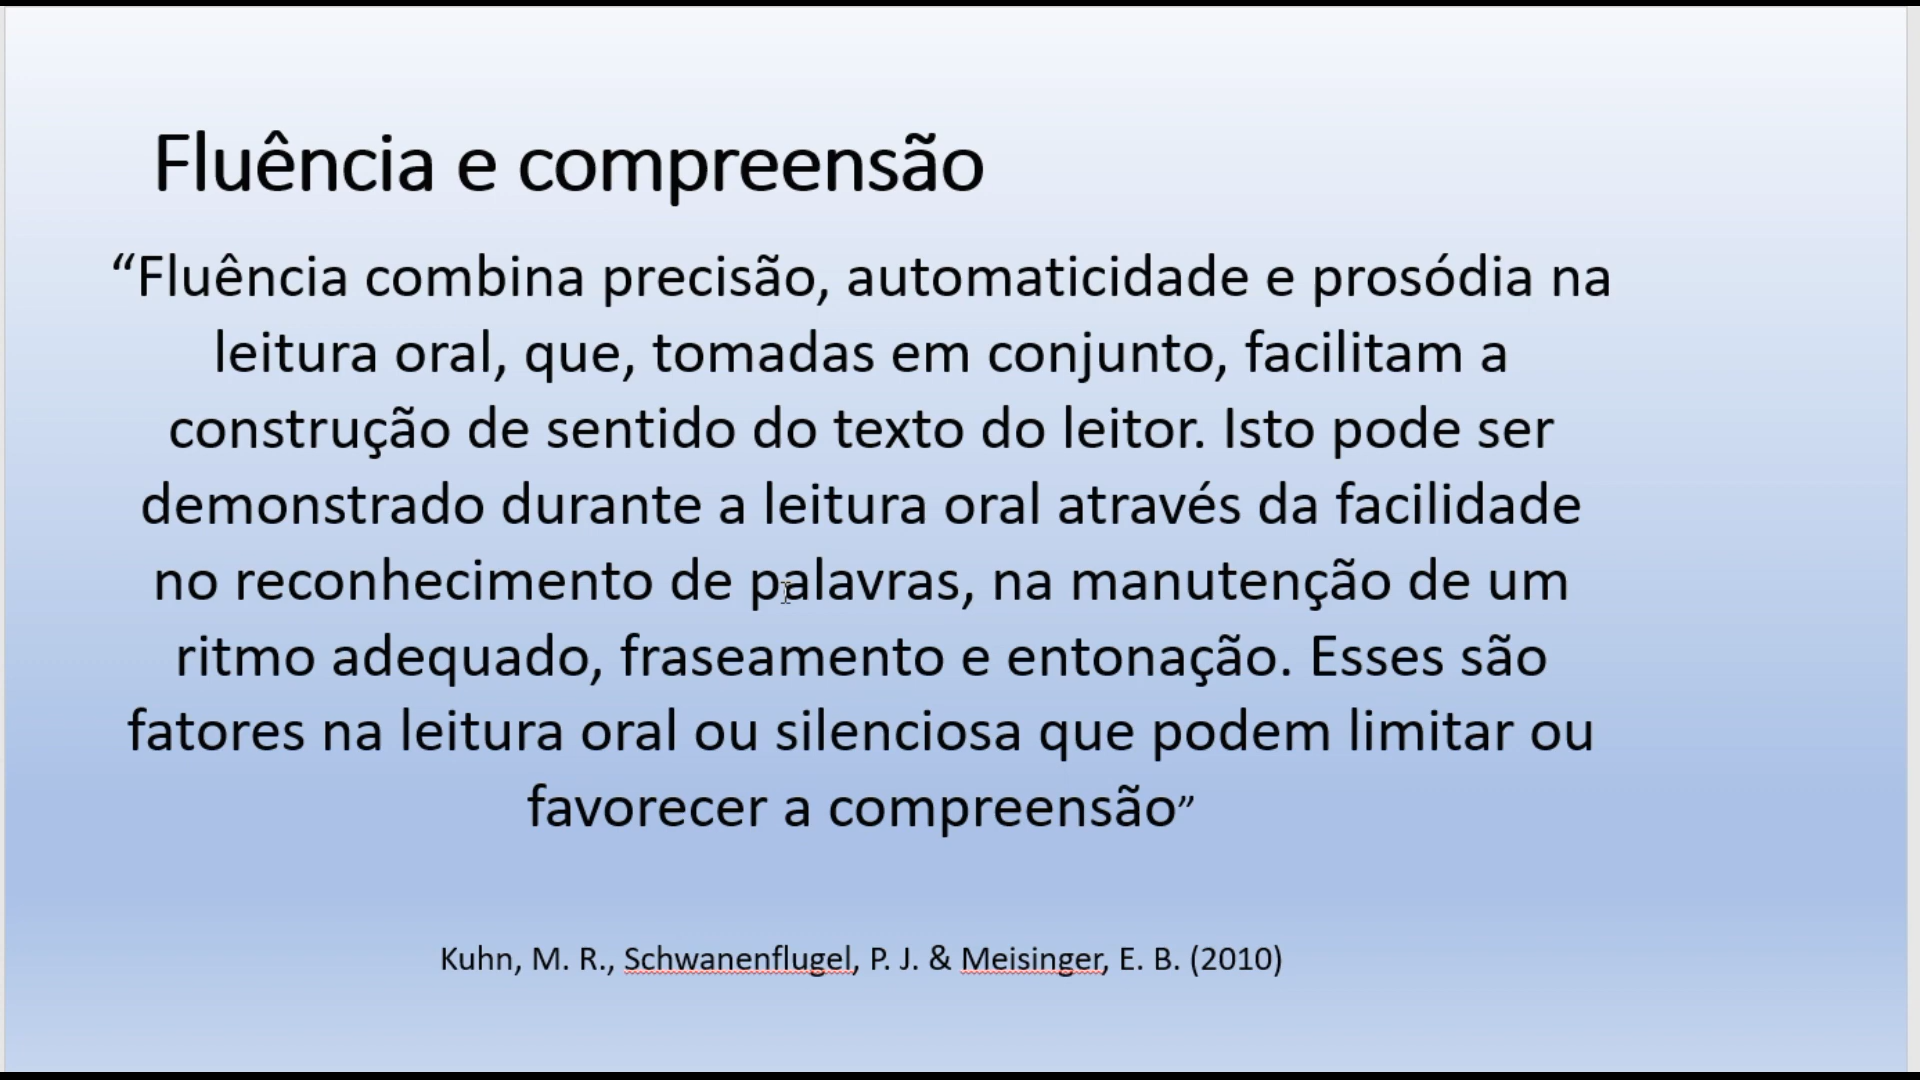 Fluência e compreensão
“Fluência combina precisão, automaticidade e prosódia na
leitura oral, que, tomadas em conjunto, facilitam a
construção de sentido do texto do leitor. Isto pode ser
demonstrado durante a leitura oral através da facilidade
no reconhecimento de palavras, na manutenção de um
ritmo adequado, fraseamento e entonação. Esses são
fatores na leitura oral ou silenciosa que podem limitar ou
favorecer a compreensão”
Kuhn, M. R., Schwanenflugel, P. J. & Meisinger, E. B. (2010)